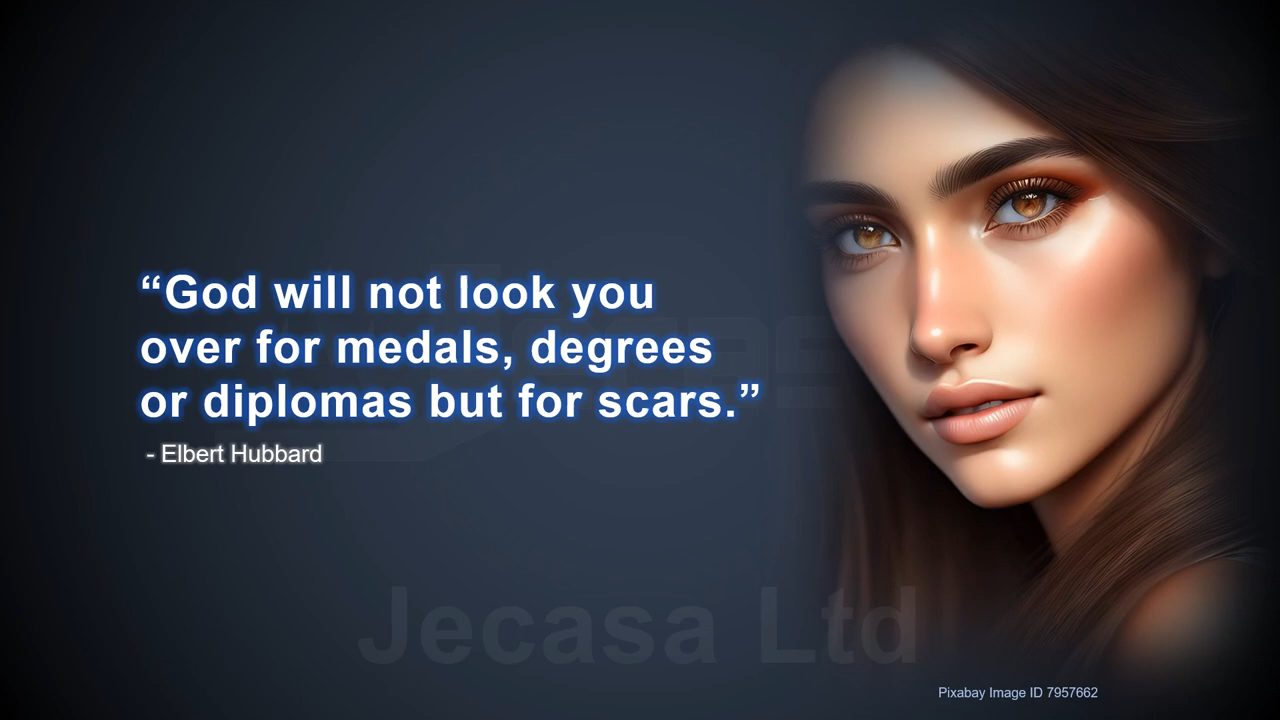 “God will not look you
over for medals, degrees
or diplomas but for scars.”
- Elbert Hubbard
Jecasa Ltd
Pixabay Image ID 7957662